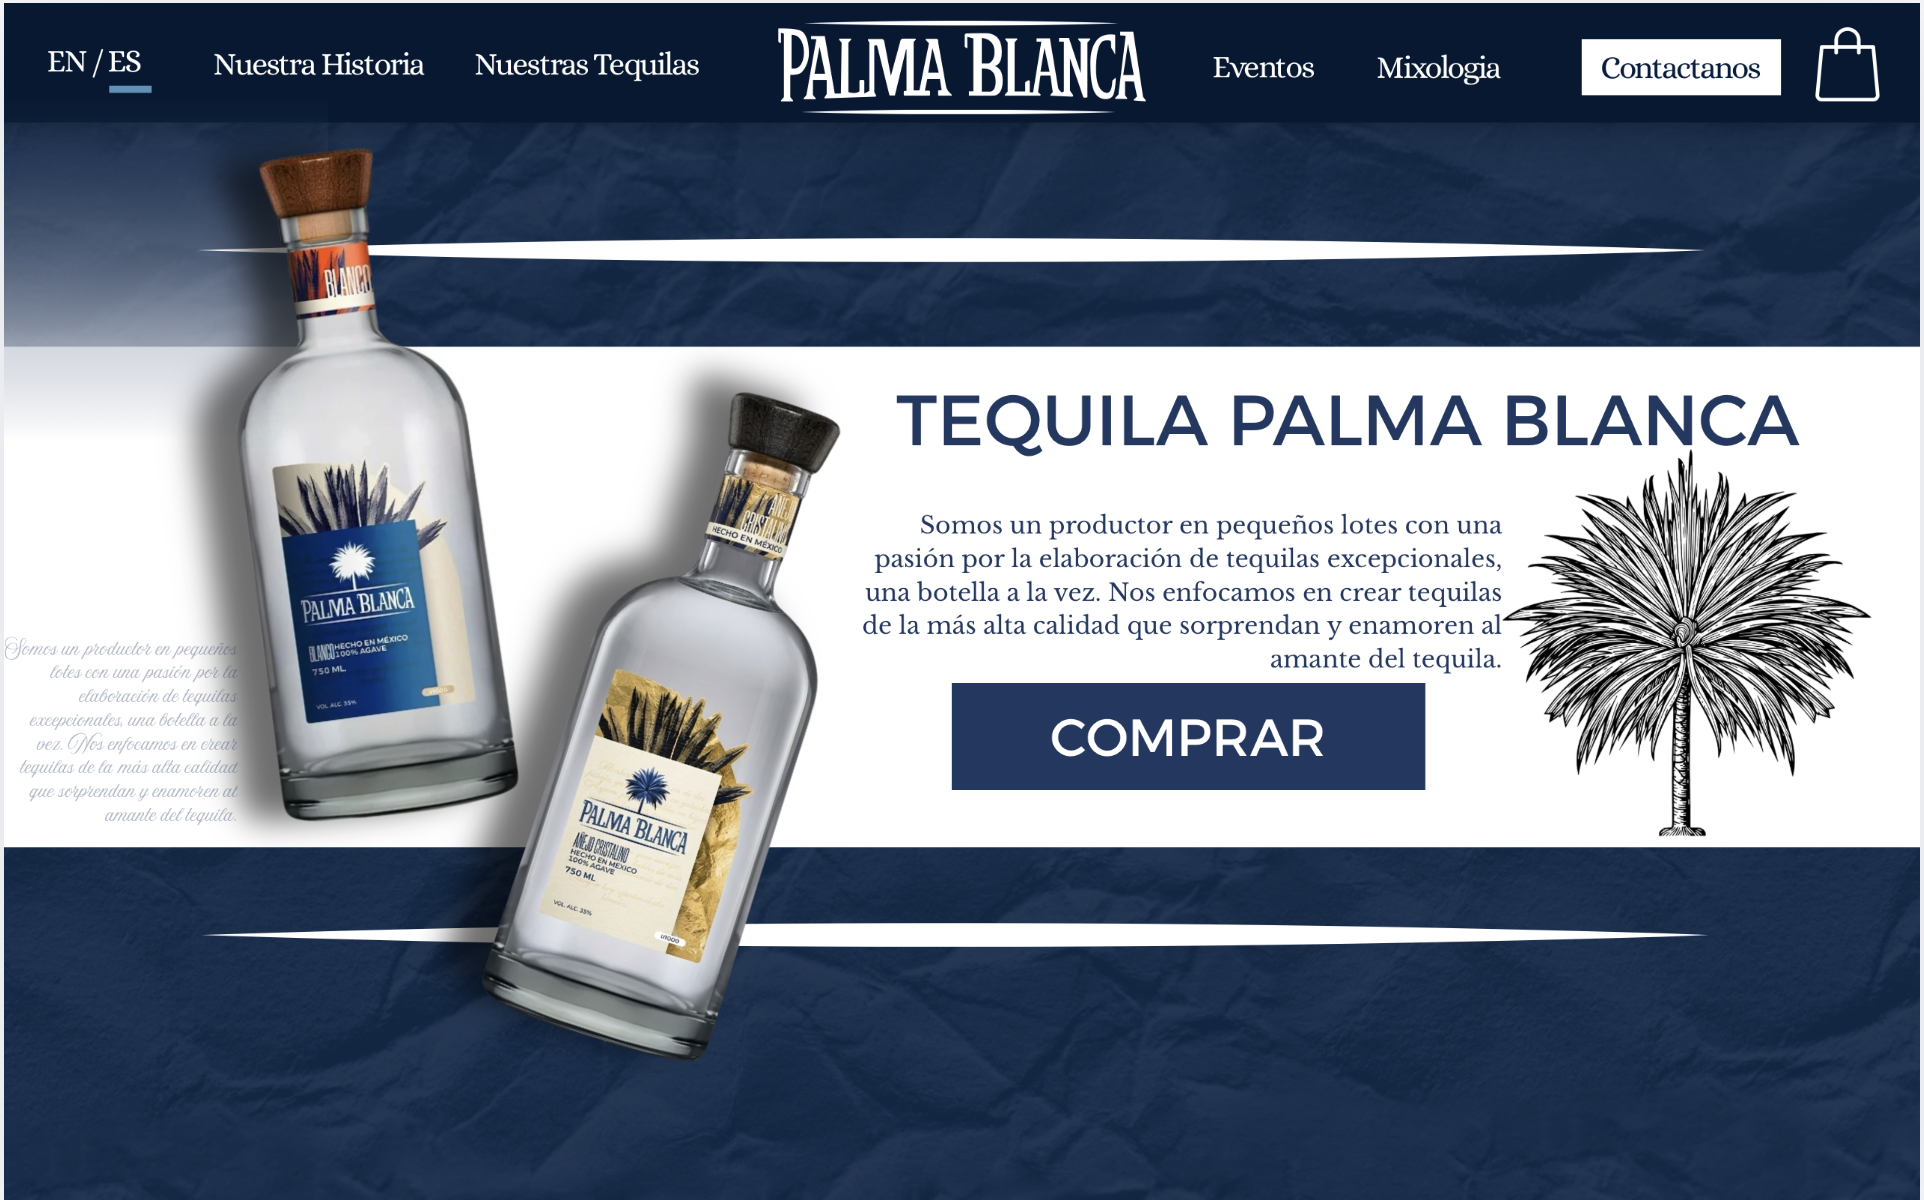 EN / ES
Nuestra Historia
Nuestras Tequilas
PALMA BLANCA
Eventos
Mixologia
Contactanos
BLANCO
PALMA BLANCA
BLANCO
HECHO EN MÉXICO
100% AGAVE
750 ML
VOL. ALC. 35%
Somos un productor en pequeños
lotes con una pasión por la
elaboración de tequilas
excepcionales, una botella a la
vez. Nos enfocamos en crear
tequilas de la más alta calidad
que sorprendan y enamoren al
amante del tequila.
AÑEJO
CRISTALINO
HECHO EN MÉXICO
PALMA BLANCA
AÑEJO CRISTALINO
HECHO EN MÉXICO
100% AGAVE
750 ML
VOL. ALC. 35%
TEQUILA PALMA BLANCA
Somos un productor en pequeños lotes con una
pasión por la elaboración de tequilas excepcionales,
una botella a la vez. Nos enfocamos en crear tequilas
de la más alta calidad que sorprendan y enamoren al
amante del tequila.
COMPRAR